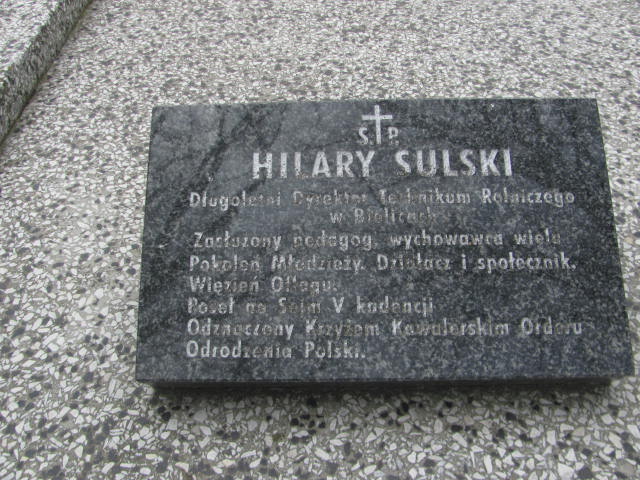 Ś.P.
HILARY SULSKI
Długoletni Dyrektor Technikum Rolniczego
w Bielicach
Zasłużony pedagog, wychowawca wielu
Pokoleń Młodzieży. Działacz i społecznik.
Więzień Oflagu.
Poseł na Sejm V kadencji
Odznaczony Krzyżem Kawalerskim Orderu
Odrodzenia Polski.